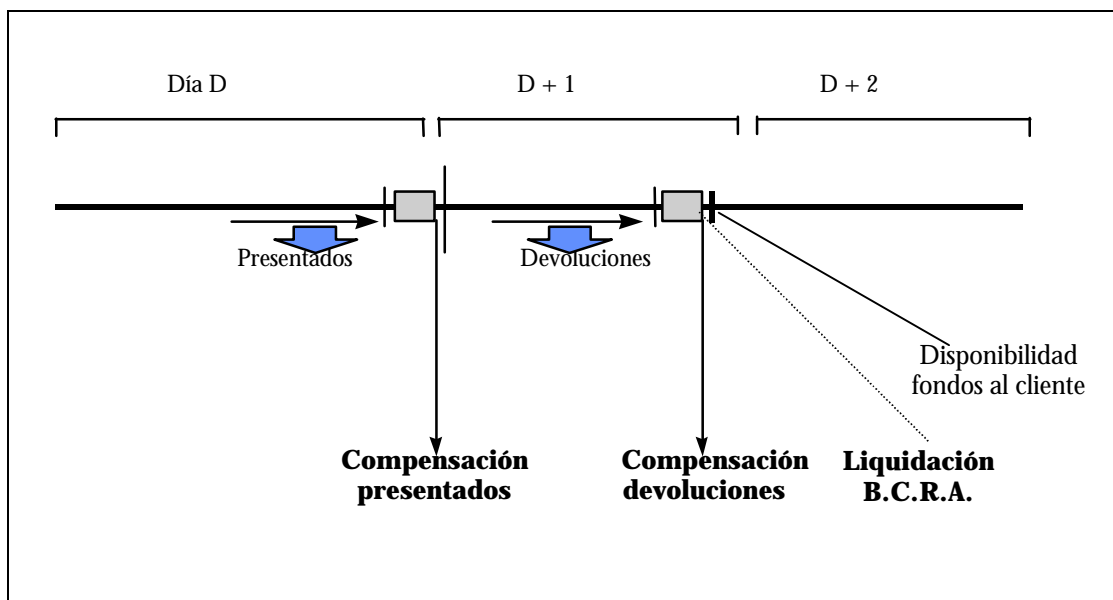 Día D
D + 1
D + 2
Presentados
Devoluciones
Disponibilidad
fondos al cliente
Compensación
presentados
Compensación
devoluciones
Liquidación
B.C.R.A.